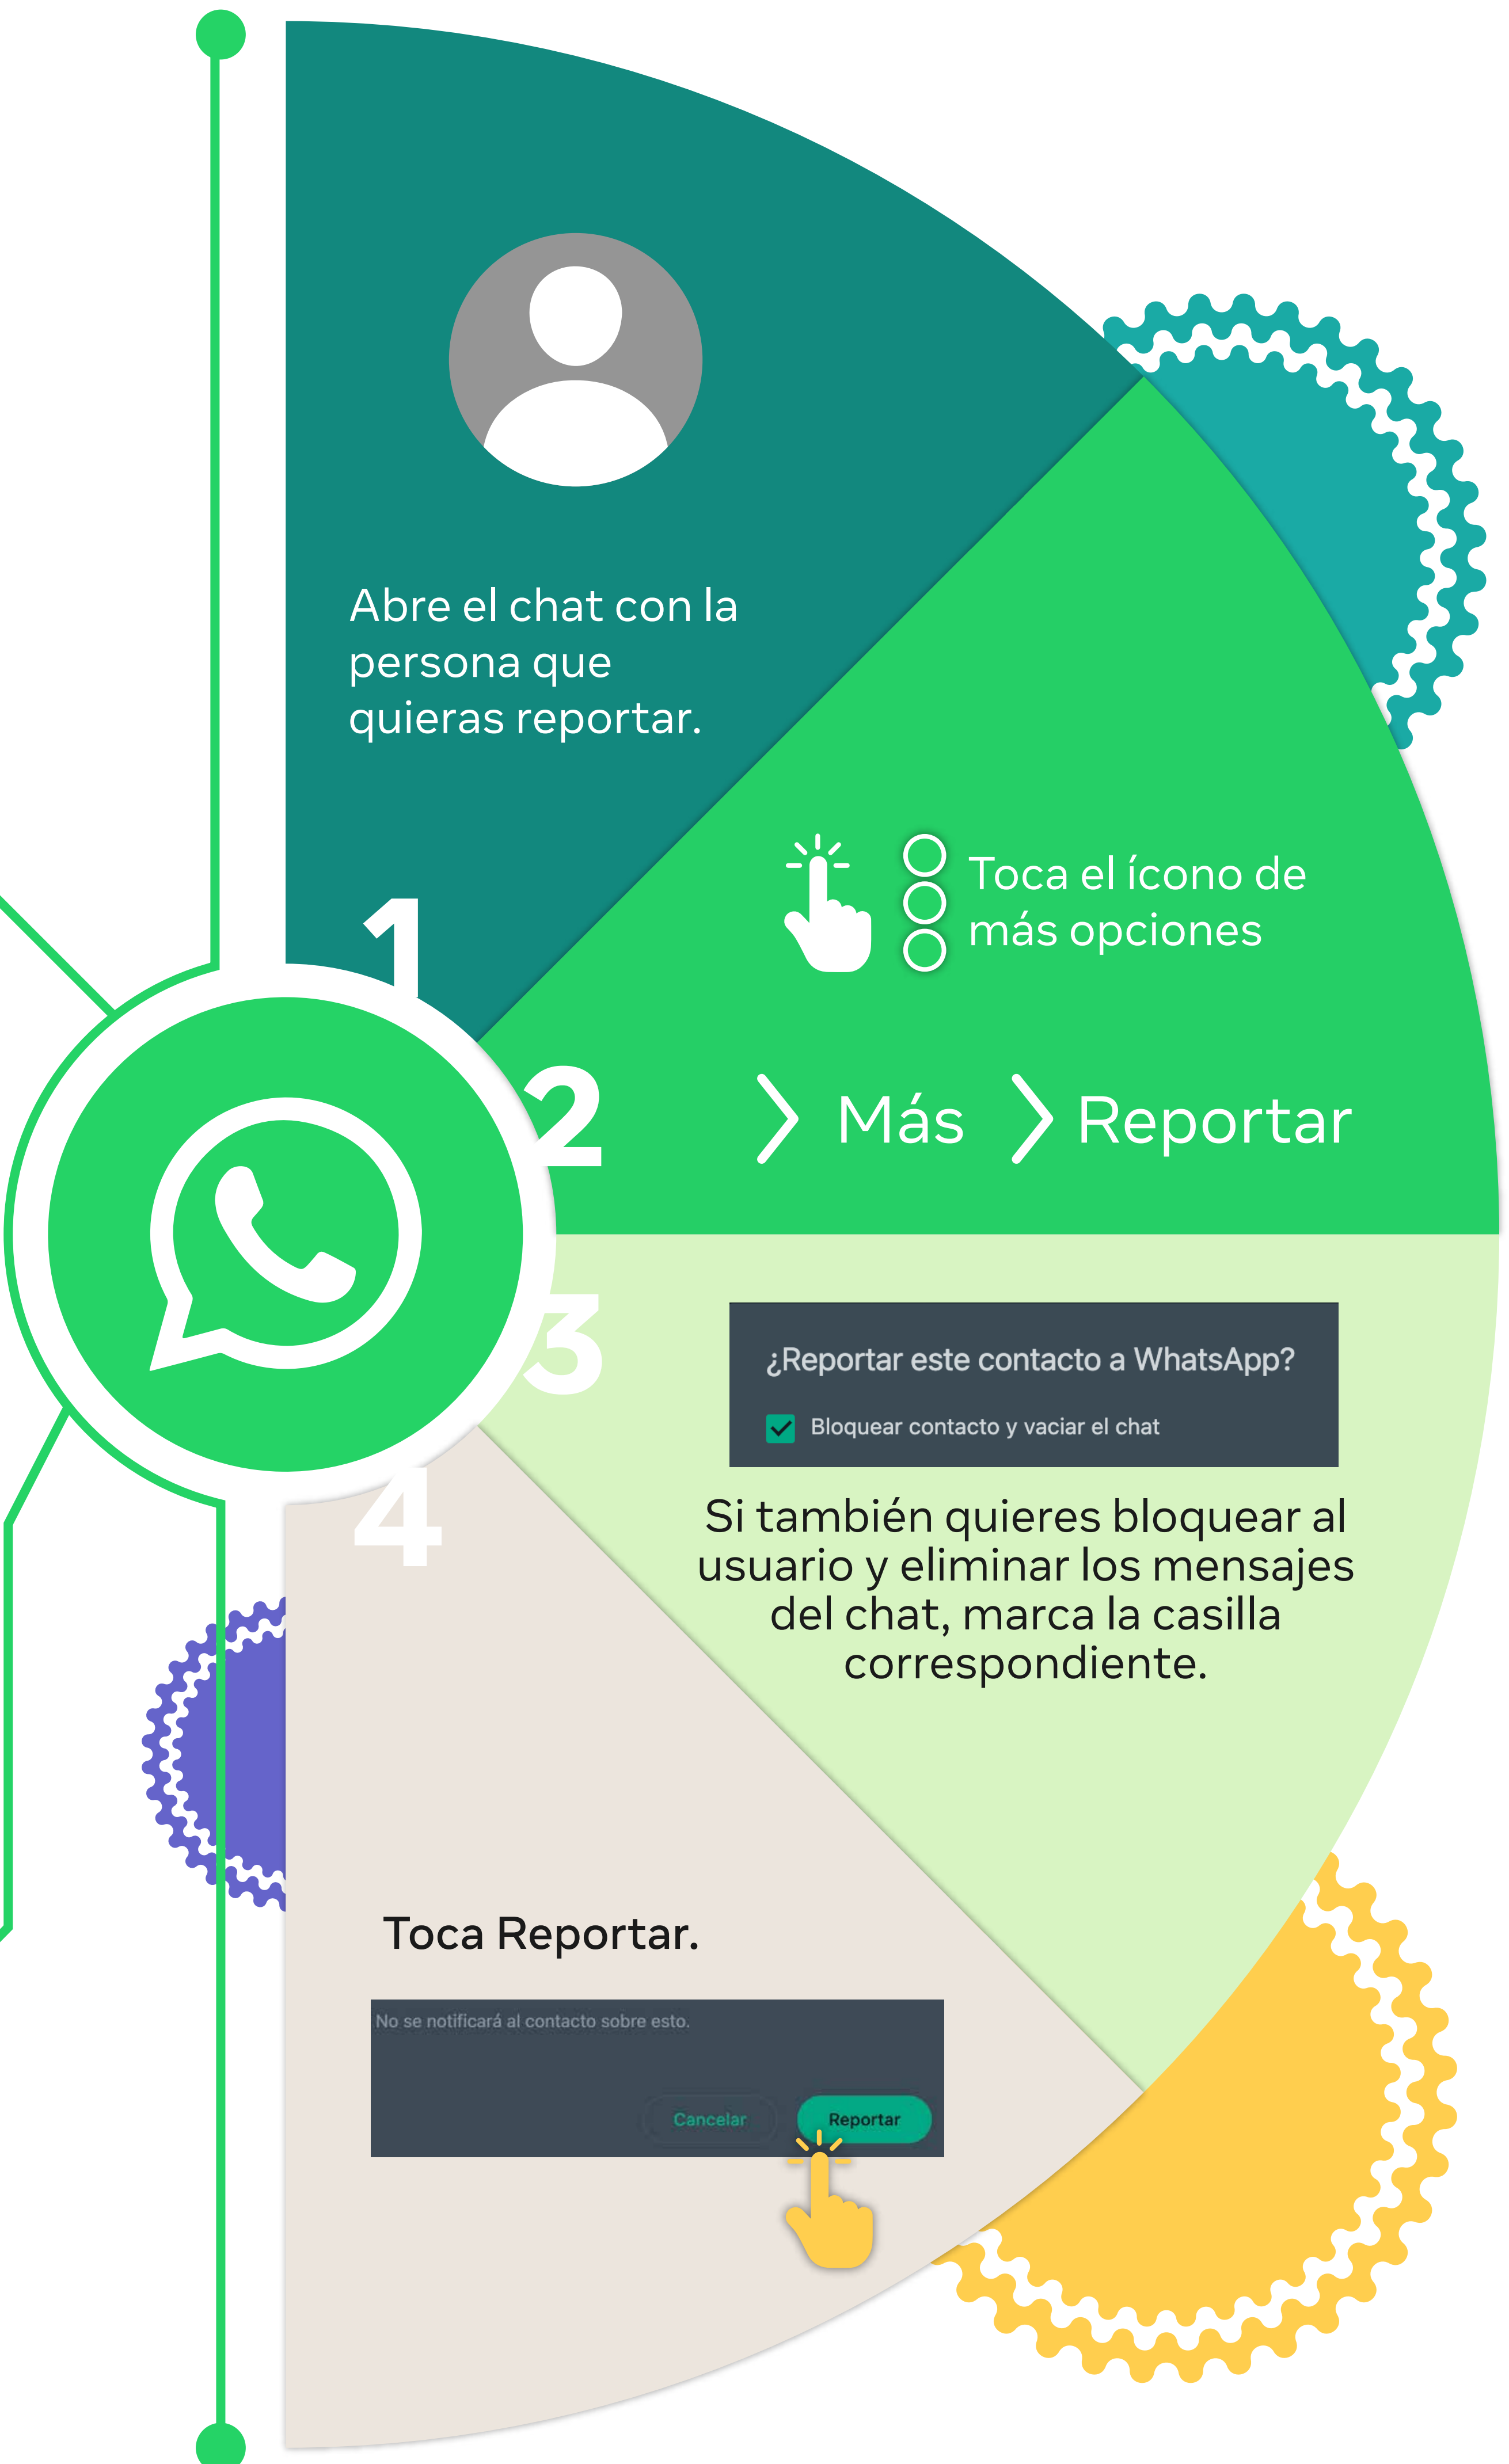 Abre el chat con la
persona que
quieras reportar.
1
Toca el ícono de
más opciones
2
Más
Reportar
3
¿Reportar este contacto a WhatsApp?
Bloquear contacto y vaciar el chat
Si también quieres bloquear al
usuario y eliminar los mensajes
del chat, marca la casilla
correspondiente.
4
Toca Reportar.
No se notificará al contacto sobre esto.
Cancelar
Reportar